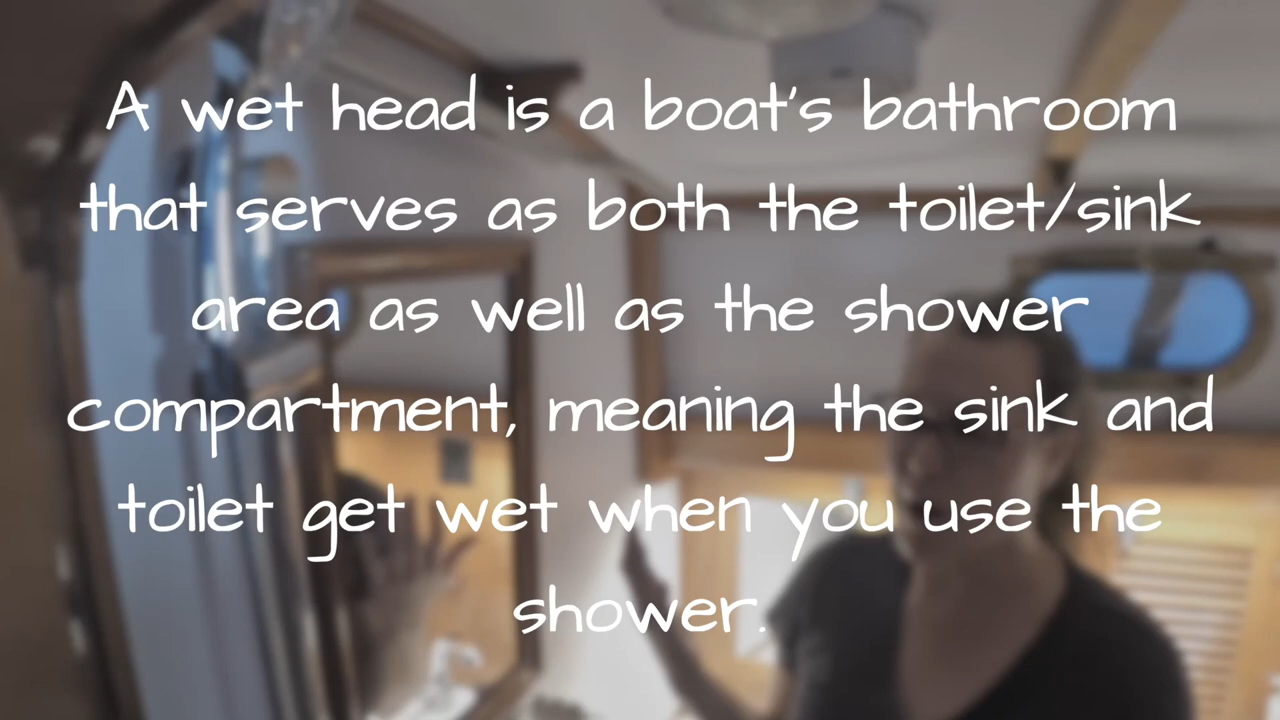 A wet head is a boat's bathroom
that serves as both the toilet/sink
area as well as the shower
compartment, meaning the sink and
toilet get wet when you use the
shower.